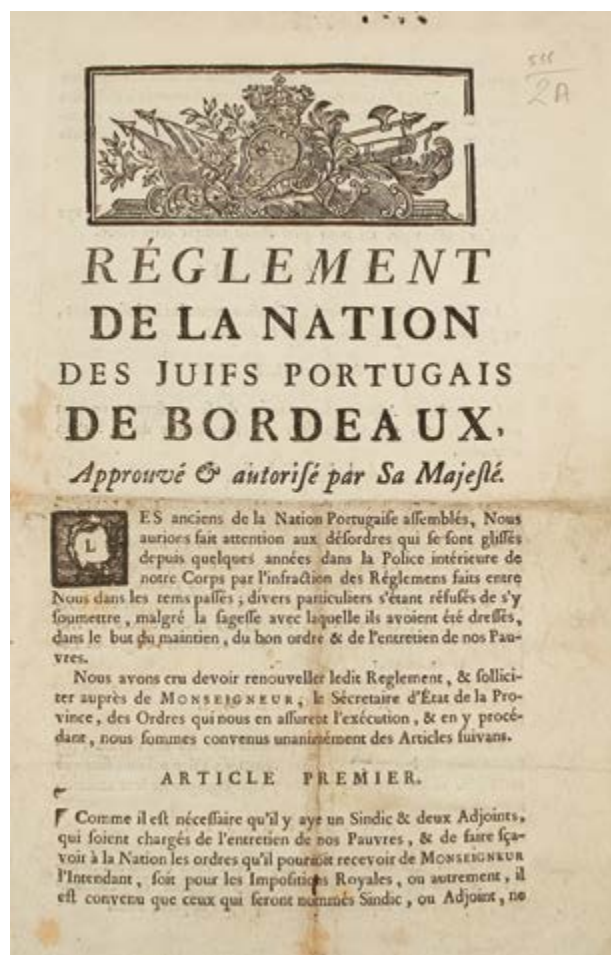 555
2A
RÉGLEMENT
DE LA NATION
DES JUIFS PORTUGAIS
DE BORDEAUX,
Approuvé & autorisé par Sa Majesté.
LES anciens de la Nation Portugaise assemblés, Nous
aurions fait attention aux désordres qui se sont glissés
depuis quelques années dans la Police intérieure de
notre Corps par l'infraction des Réglemens faits entre
Nous dans les tems passés ; divers particuliers s'étant réfusés de s'y
soumettre, malgré la sagesse avec laquelle ils avoient été dressés,
dans le but du maintien, du bon ordre & de l'entretien de nos Pau-
vres.
Nous avons cru devoir renouveller ledit Reglement, & sollici-
ter auprès de MONSEIGNEUR, le Sécretaire d'État de la Pro-
vince, des Ordres qui nous en assurent l'exécution, & en y procé-
dant, nous sommes convenus unanimément des Articles suivans.
ARTICLE PREMIER.
Comme il est nécessaire qu'il y aye un Sindic & deux Adjoints,
qui soient chargés de l'entretien de nos Pauvres, & de faire sça-
voir à la Nation les ordres qu'il pourroit recevoir de MONSEIGNEUR
l'Intendant, soit pour les Impositions Royales, ou autrement, il
est convenu que ceux qui seront nommés Sindic, ou Adjoint, ne